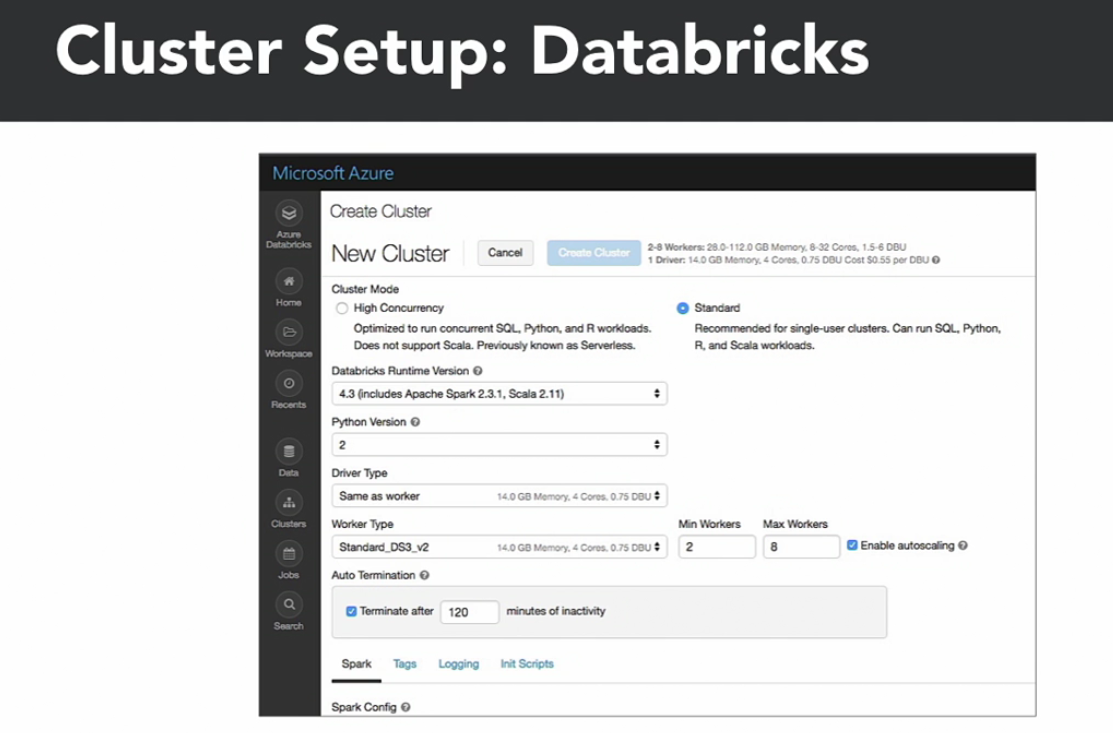 Cluster Setup: Databricks
Microsoft Azure
Azure
Databricks
Home
Workspace
Recents
Data
Clusters
Jobs
Search
Create Cluster
New Cluster
Cancel
Create Cluster
2-8 Workers: 28.0-112.0 GB Memory, 8-32 Cores, 1.5-6 DBU
1 Driver: 14.0 GB Memory, 4 Cores, 0.75 DBU Cost $0.55 per DBU ?
Cluster Mode
High Concurrency
Optimized to run concurrent SQL, Python, and R workloads.
Does not support Scala. Previously known as Serverless.
Standard
Recommended for single-user clusters. Can run SQL, Python,
R, and Scala workloads.
Databricks Runtime Version ?
4.3 (includes Apache Spark 2.3.1, Scala 2.11)
Python Version ?
2
Driver Type
Same as worker 14.0 GB Memory, 4 Cores, 0.75 DBU
Worker Type Min Workers Max Workers
Standard_DS3_v2 14.0 GB Memory, 4 Cores, 0.75 DBU 2 8 Enable autoscaling ?
Auto Termination ?
Terminate after 120 minutes of inactivity
Spark Tags Logging Init Scripts
Spark Config ?